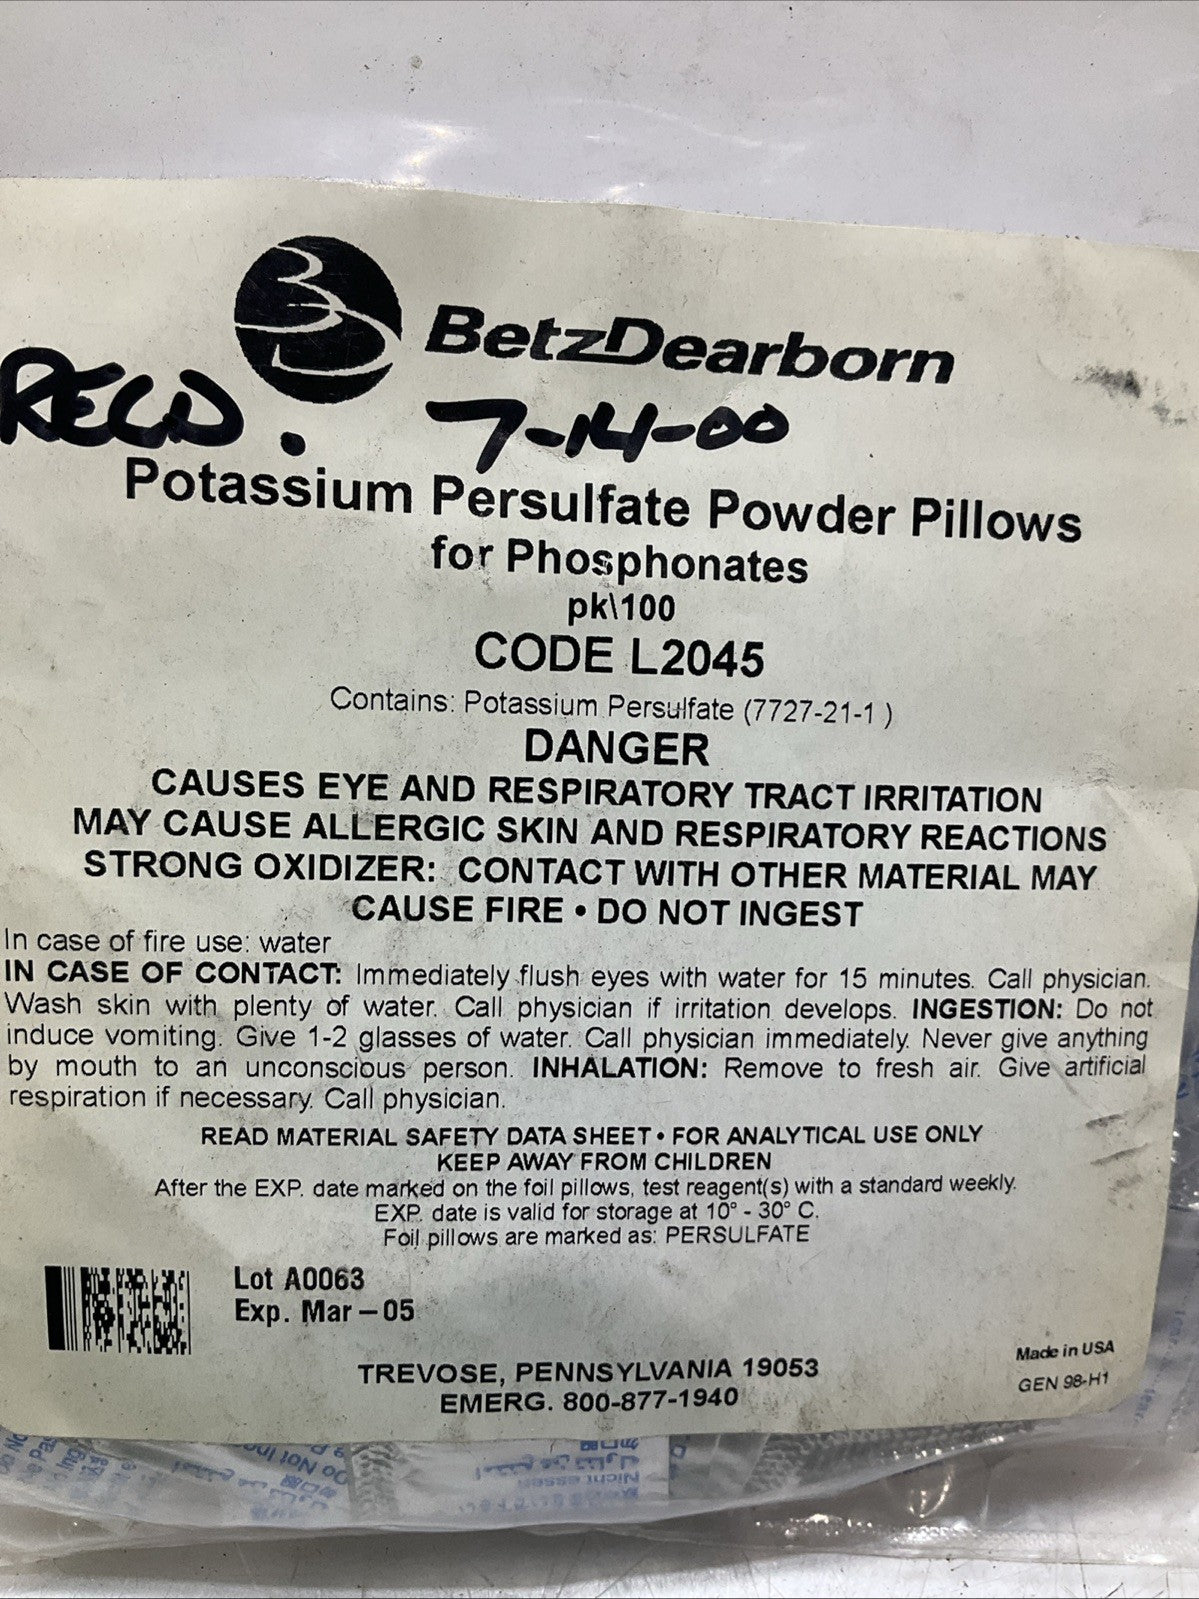 BetzDearborn
RECD. 7-14-00
Potassium Persulfate Powder Pillows
for Phosphonates
pk\100
CODE L2045
Contains: Potassium Persulfate (7727-21-1 )
DANGER
CAUSES EYE AND RESPIRATORY TRACT IRRITATION
MAY CAUSE ALLERGIC SKIN AND RESPIRATORY REACTIONS
STRONG OXIDIZER: CONTACT WITH OTHER MATERIAL MAY
CAUSE FIRE • DO NOT INGEST
In case of fire use: water
IN CASE OF CONTACT: Immediately flush eyes with water for 15 minutes. Call physician.
Wash skin with plenty of water. Call physician if irritation develops. INGESTION: Do not
induce vomiting. Give 1-2 glasses of water. Call physician immediately. Never give anything
by mouth to an unconscious person. INHALATION: Remove to fresh air. Give artificial
respiration if necessary. Call physician.
READ MATERIAL SAFETY DATA SHEET • FOR ANALYTICAL USE ONLY
KEEP AWAY FROM CHILDREN
After the EXP. date marked on the foil pillows, test reagent(s) with a standard weekly.
EXP. date is valid for storage at 10° - 30° C.
Foil pillows are marked as: PERSULFATE
Lot A0063
Exp. Mar – 05
Made in USA
GEN 98-H1
TREVOSE, PENNSYLVANIA 19053
EMERG. 800-877-1940